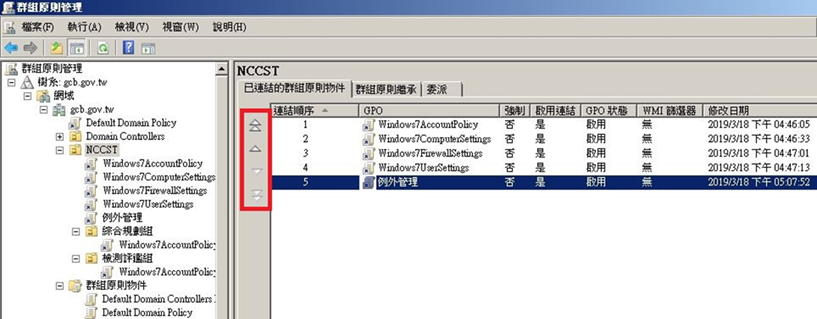 群組原則管理
檔案(F) 執行(A) 檢視(V) 視窗(W) 說明(H)
群組原則管理
樹系: gcb.gov.tw
網域
gcb.gov.tw
Default Domain Policy
Domain Controllers
NCCST
Windows7AccountPolicy
Windows7ComputerSettings
Windows7FirewallSettings
Windows7UserSettings
例外管理
綜合規劃組
Windows7AccountPolic
檢測評鑑組
Windows7AccountPolic
群組原則物件
Default Domain Controllers
Default Domain Policy
NCCST
已連結的群組原則物件 群組原則繼承 委派
連結順序 GPO 強制 啟用連結 GPO 狀態 WMI 篩選器 修改日期
1 Windows7AccountPolicy 否 是 啟用 無 2019/3/18 下午 04:46:05
2 Windows7ComputerSettings 否 是 啟用 無 2019/3/18 下午 04:46:33
3 Windows7FirewallSettings 否 是 啟用 無 2019/3/18 下午 04:47:01
4 Windows7UserSettings 否 是 啟用 無 2019/3/18 下午 04:47:13
5 例外管理 否 是 啟用 無 2019/3/18 下午 05:07:52